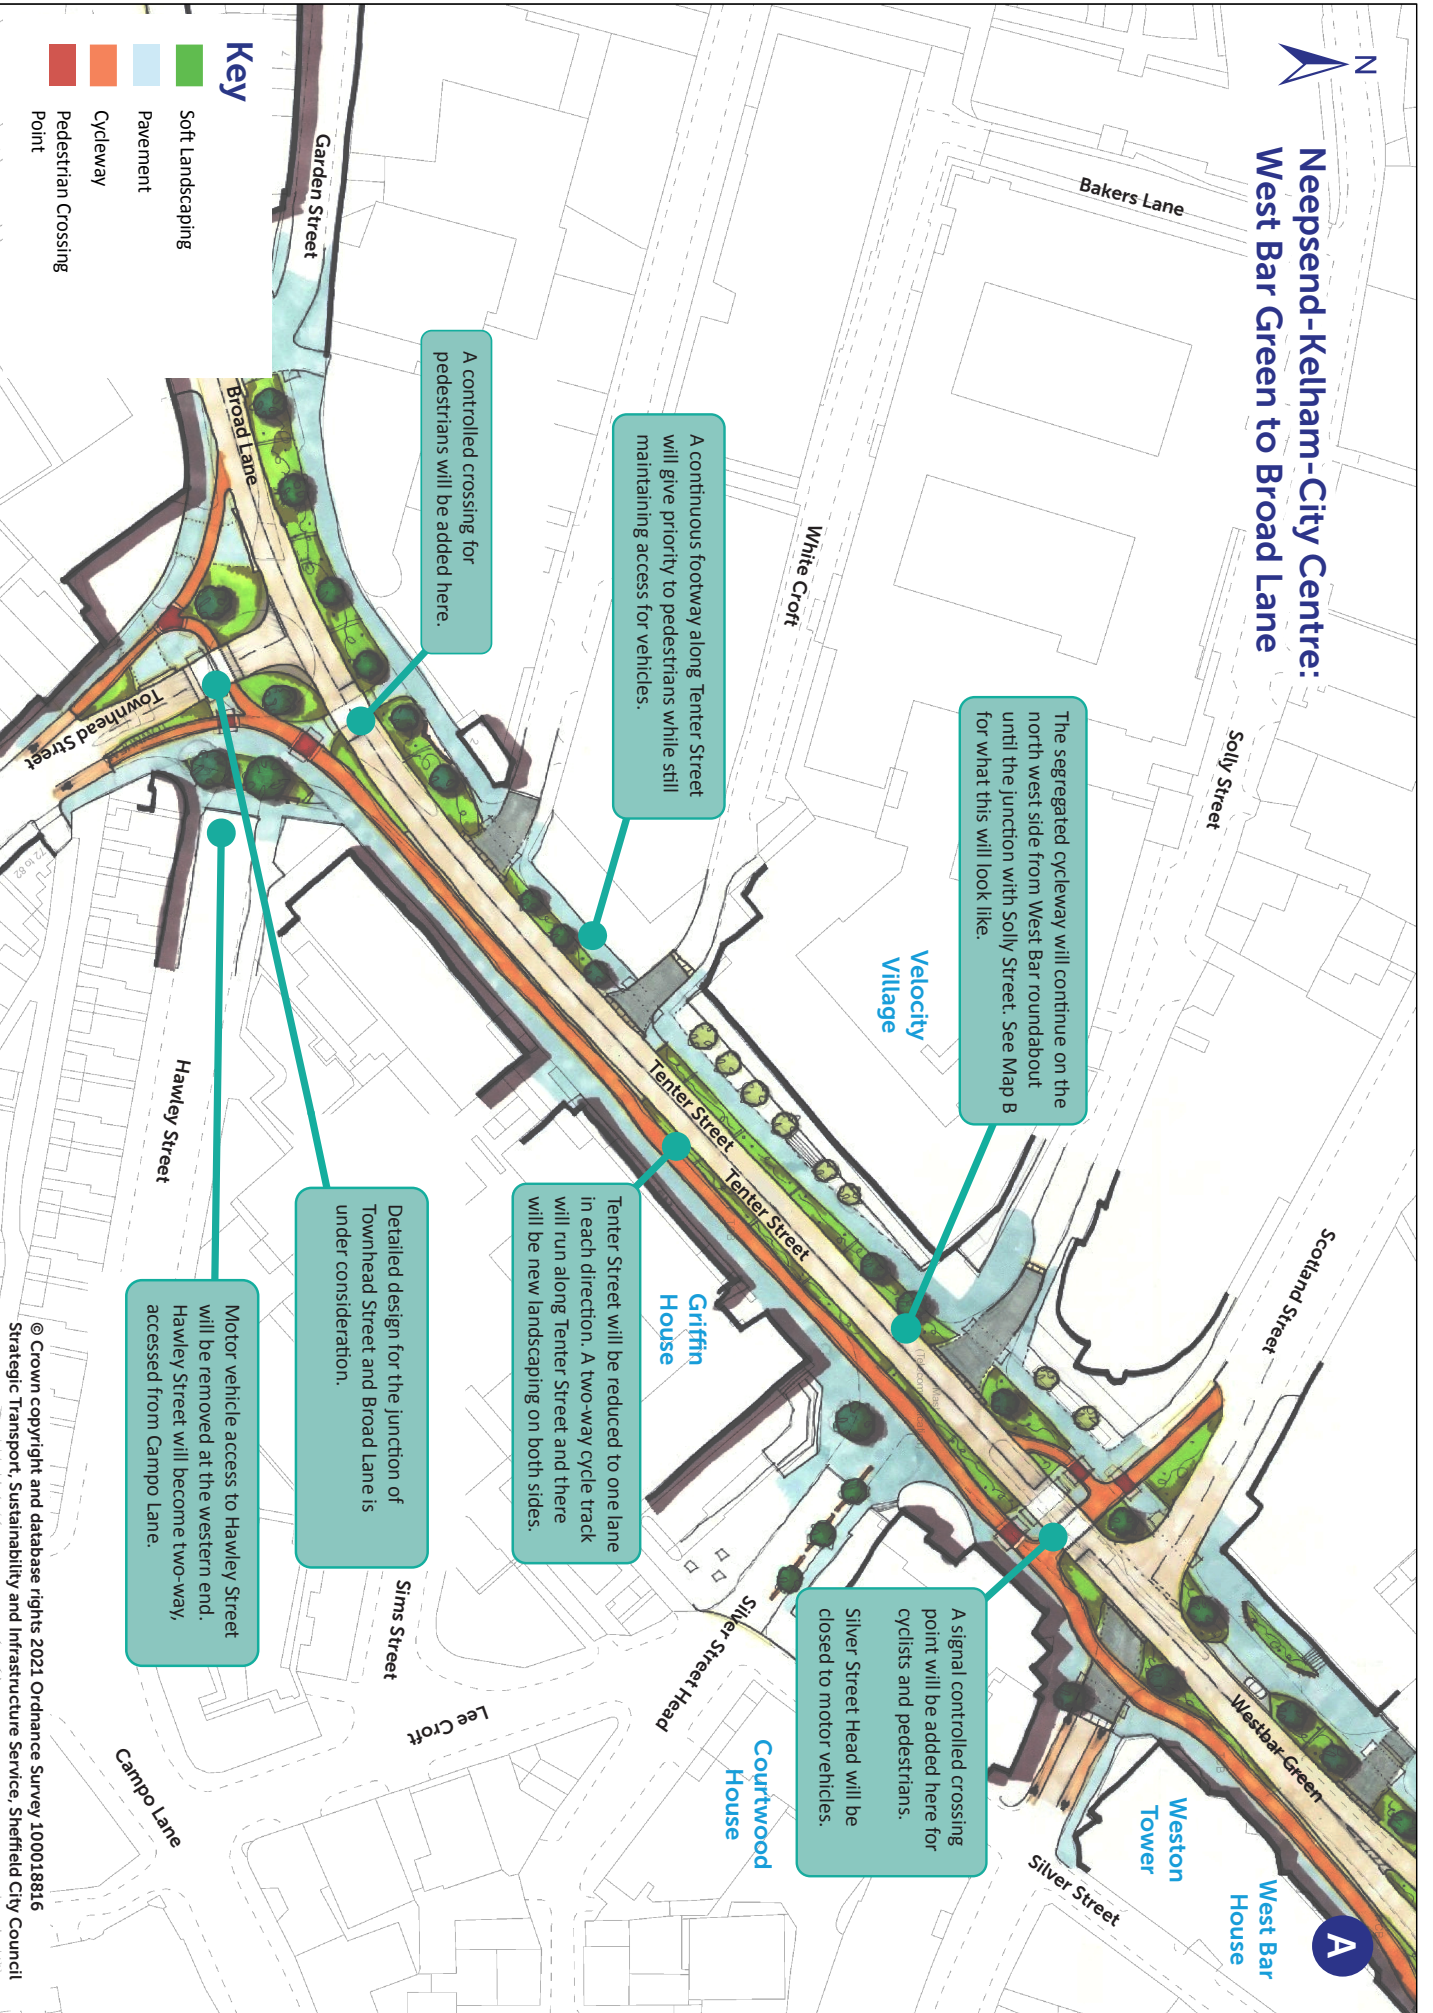 N
Neepsend-Kelham-City Centre:
West Bar Green to Broad Lane
A
Bakers Lane
Solly Street
White Croft
Garden Street
Scotland Street
Velocity
Village
The segregated cycleway will continue on the
north west side from West Bar roundabout
until the junction with Solly Street. See Map B
for what this will look like.
A continuous footway along Tenter Street
will give priority to pedestrians while still
maintaining access for vehicles.
A controlled crossing for
pedestrians will be added here.
Broad Lane
Townhead Street
Tenter Street
Tenter Street
Westbar Green
West Bar
House
Weston
Tower
Silver Street
A signal controlled crossing
point will be added here for
cyclists and pedestrians.
Silver Street Head will be
closed to motor vehicles.
Courtwood
House
Silver Street Head
Griffin
House
Tenter Street will be reduced to one lane
in each direction. A two-way cycle track
will run along Tenter Street and there
will be new landscaping on both sides.
Detailed design for the junction of
Townhead Street and Broad Lane is
under consideration.
Motor vehicle access to Hawley Street
will be removed at the western end.
Hawley Street will become two-way,
accessed from Campo Lane.
Hawley Street
Sims Street
Lee Croft
Campo Lane
72 to 82
Key
Soft Landscaping
Pavement
Cycleway
Pedestrian Crossing
Point
© Crown copyright and database rights 2021 Ordnance Survey 100018816
Strategic Transport, Sustainability and Infrastructure Service, Sheffield City Council